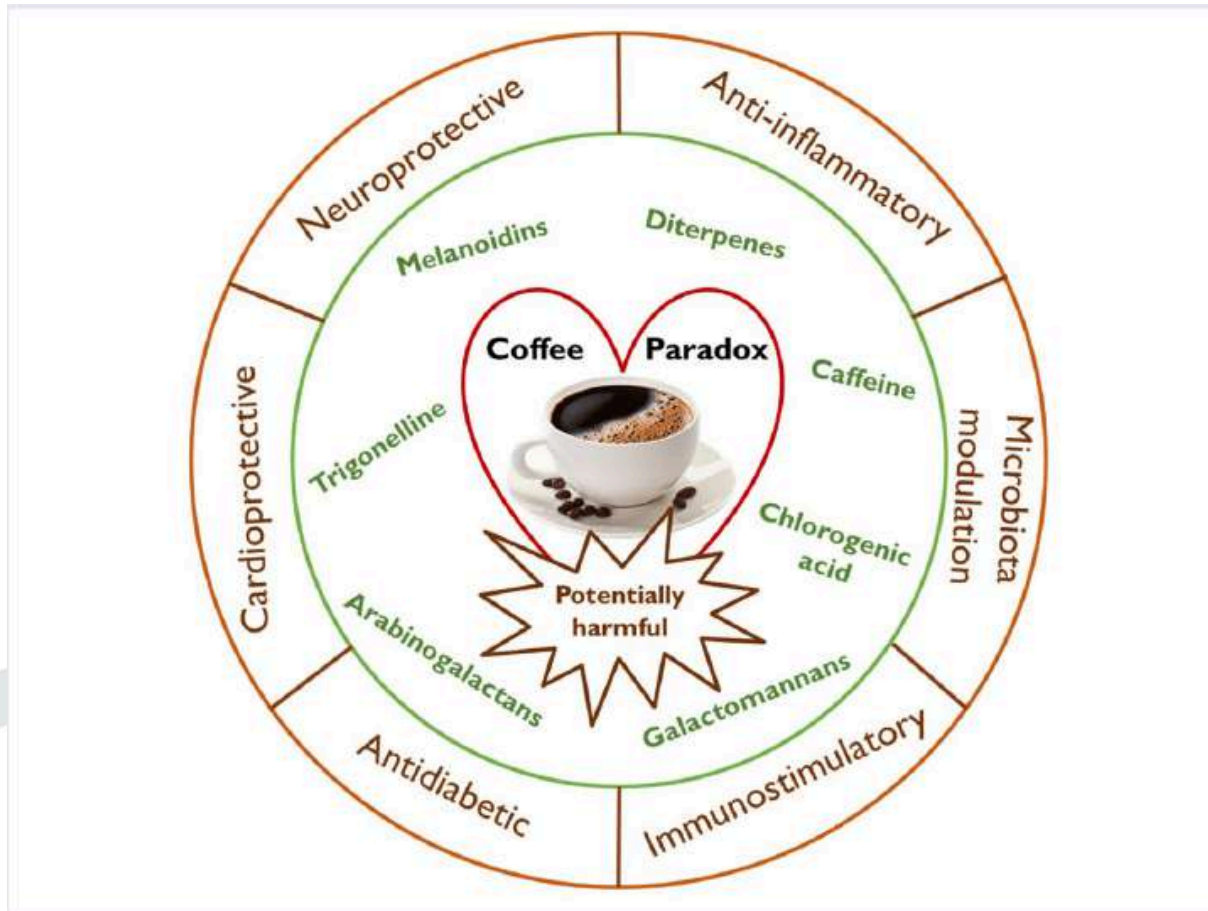 Neuroprotective
Anti-inflammatory
Melanoidins
Diterpenes
Coffee Paradox
Caffeine
Trigonelline
Cardioprotective
Microbiota
modulation
Chlorogenic
acid
Potentially
harmful
Arabinogalactans
Galactomannans
Antidiabetic
Immunostimulatory